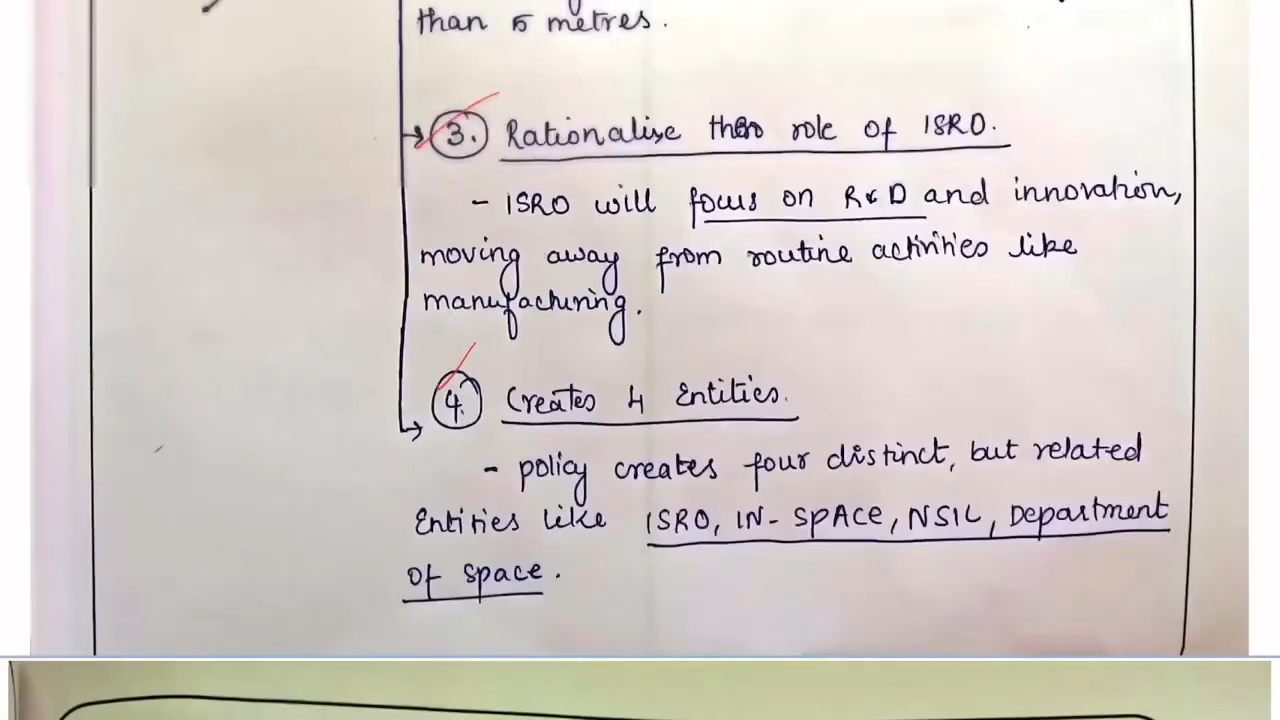 than 5 metres.
3. Rationalise the role of ISRO.
- ISRO will focus on R&D and innovation,
moving away from routine activities like
manufacturing.
4. Creates 4 Entities.
- policy creates four distinct, but related
Entities like ISRO, IN-SPACE, NSIL, Department
of space.